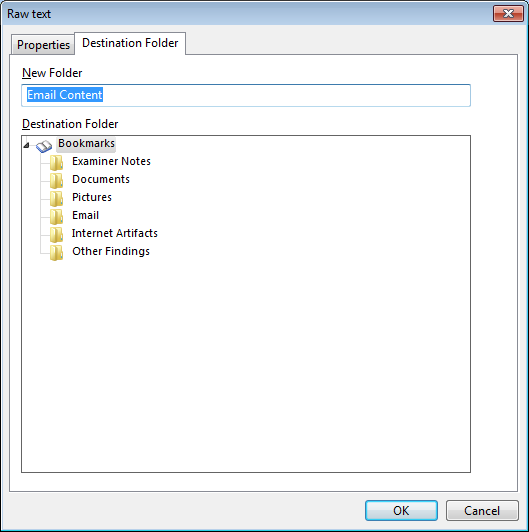 Raw text
Properties
Destination Folder
New Folder
Email Content
Destination Folder
Bookmarks
Examiner Notes
Documents
Pictures
Email
Internet Artifacts
Other Findings
OK
Cancel